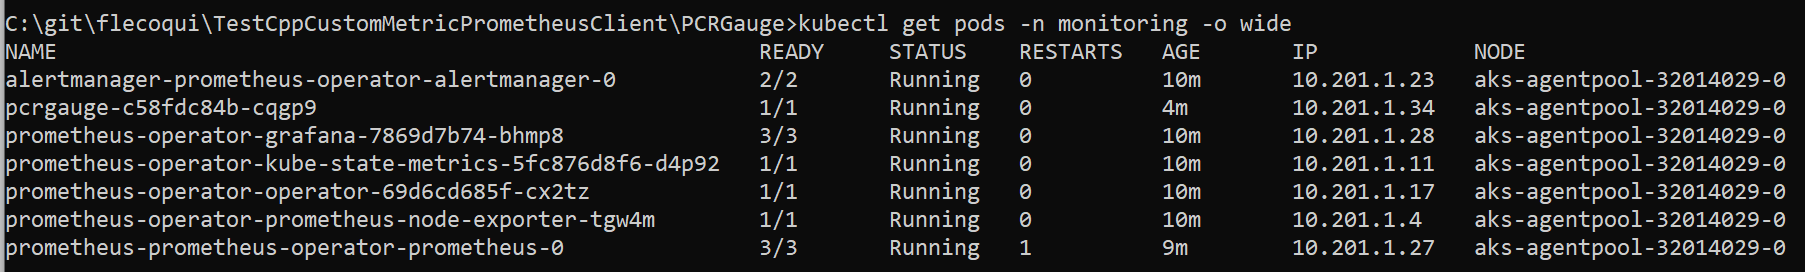 C:\git\flecoqui\TestCppCustomMetricPrometheusClient\PCRGauge>kubectl get pods -n monitoring -o wide
NAME READY STATUS RESTARTS AGE IP NODE
alertmanager-prometheus-operator-alertmanager-0 2/2 Running 0 10m 10.201.1.23 aks-agentpool-32014029-0
pcrgauge-c58fdc84b-cqgp9 1/1 Running 0 4m 10.201.1.34 aks-agentpool-32014029-0
prometheus-operator-grafana-7869d7b74-bhmp8 3/3 Running 0 10m 10.201.1.28 aks-agentpool-32014029-0
prometheus-operator-kube-state-metrics-5fc876d8f6-d4p92 1/1 Running 0 10m 10.201.1.11 aks-agentpool-32014029-0
prometheus-operator-operator-69d6cd685f-cx2tz 1/1 Running 0 10m 10.201.1.17 aks-agentpool-32014029-0
prometheus-operator-prometheus-node-exporter-tgw4m 1/1 Running 0 10m 10.201.1.4 aks-agentpool-32014029-0
prometheus-prometheus-operator-prometheus-0 3/3 Running 1 9m 10.201.1.27 aks-agentpool-32014029-0